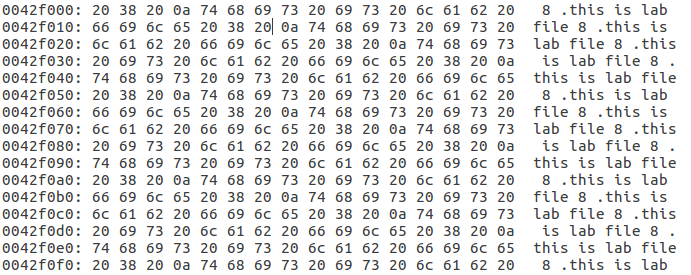 0042f000: 20 38 20 0a 74 68 69 73 20 69 73 20 6c 61 62 20   8 .this is lab
0042f010: 66 69 6c 65 20 38 20 0a 74 68 69 73 20 69 73 20  file 8 .this is
0042f020: 6c 61 62 20 66 69 6c 65 20 38 20 0a 74 68 69 73  lab file 8 .this
0042f030: 20 69 73 20 6c 61 62 20 66 69 6c 65 20 38 20 0a   is lab file 8 .
0042f040: 74 68 69 73 20 69 73 20 6c 61 62 20 66 69 6c 65  this is lab file
0042f050: 20 38 20 0a 74 68 69 73 20 69 73 20 6c 61 62 20   8 .this is lab
0042f060: 66 69 6c 65 20 38 20 0a 74 68 69 73 20 69 73 20  file 8 .this is
0042f070: 6c 61 62 20 66 69 6c 65 20 38 20 0a 74 68 69 73  lab file 8 .this
0042f080: 20 69 73 20 6c 61 62 20 66 69 6c 65 20 38 20 0a   is lab file 8 .
0042f090: 74 68 69 73 20 69 73 20 6c 61 62 20 66 69 6c 65  this is lab file
0042f0a0: 20 38 20 0a 74 68 69 73 20 69 73 20 6c 61 62 20   8 .this is lab
0042f0b0: 66 69 6c 65 20 38 20 0a 74 68 69 73 20 69 73 20  file 8 .this is
0042f0c0: 6c 61 62 20 66 69 6c 65 20 38 20 0a 74 68 69 73  lab file 8 .this
0042f0d0: 20 69 73 20 6c 61 62 20 66 69 6c 65 20 38 20 0a   is lab file 8 .
0042f0e0: 74 68 69 73 20 69 73 20 6c 61 62 20 66 69 6c 65  this is lab file
0042f0f0: 20 38 20 0a 74 68 69 73 20 69 73 20 6c 61 62 20   8 .this is lab